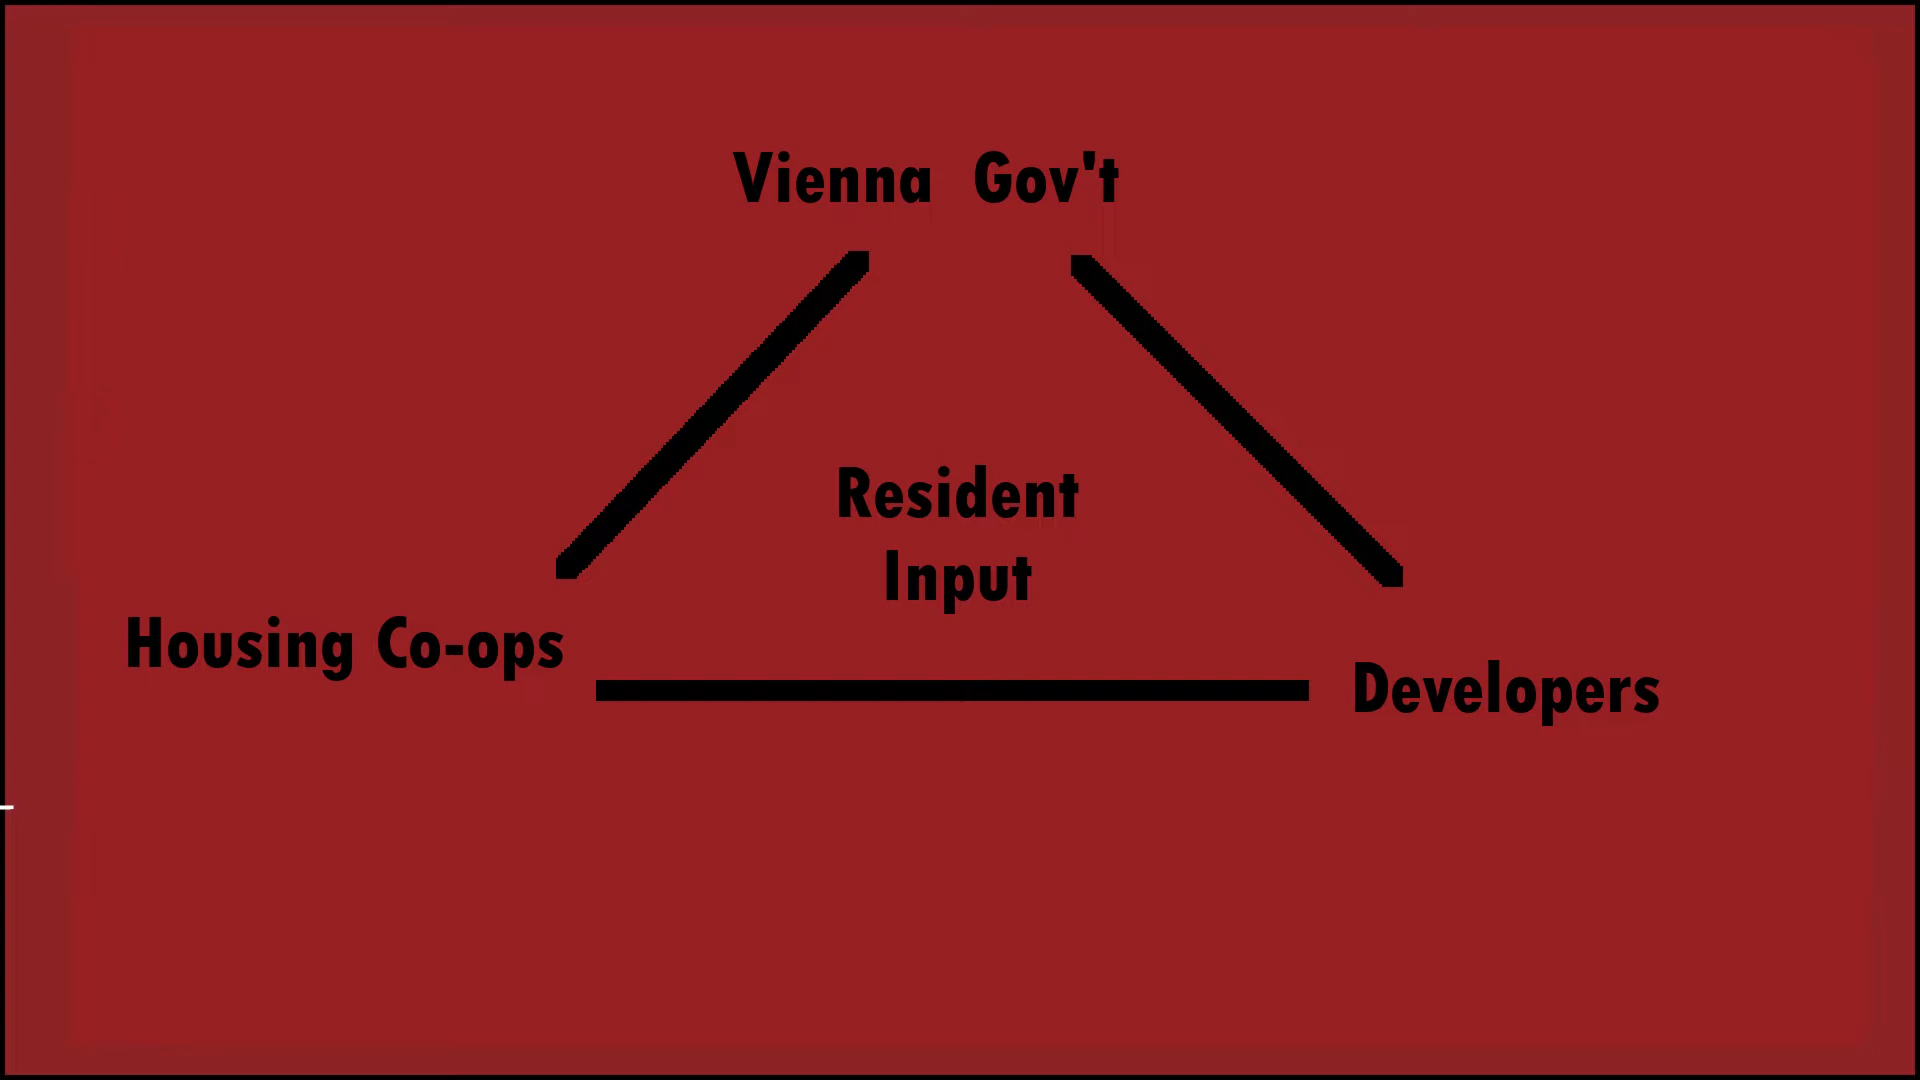 Vienna  Gov't
Resident
Input
Housing Co-ops
Developers